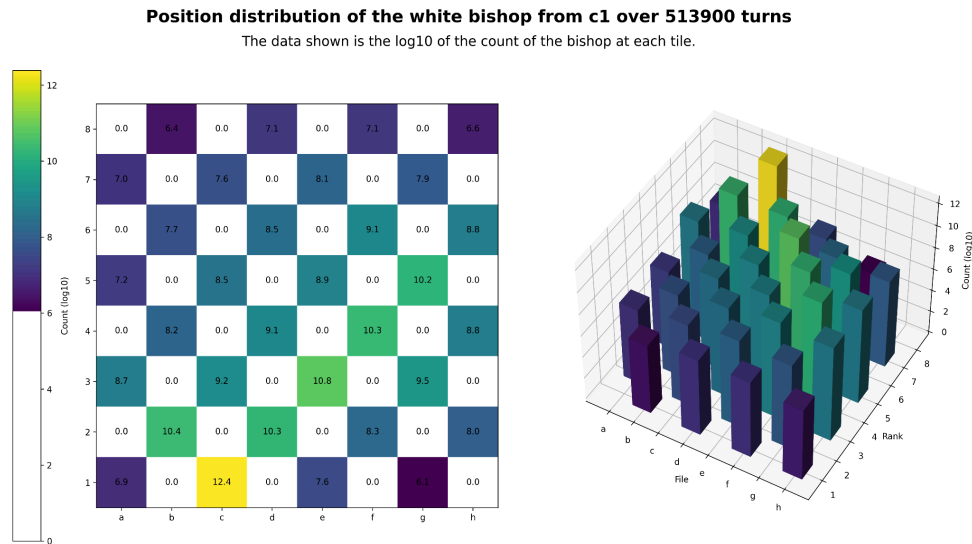 Position distribution of the white bishop from c1 over 513900 turns
The data shown is the log10 of the count of the bishop at each tile.
12
10
8
6
4
2
0
Count (log10)
8 0.0 6.4 0.0 7.1 0.0 7.1 0.0 6.6
7 7.0 0.0 7.6 0.0 8.1 0.0 7.9 0.0
6 0.0 7.7 0.0 8.5 0.0 9.1 0.0 8.8
5 7.2 0.0 8.5 0.0 8.9 0.0 10.2 0.0
4 0.0 8.2 0.0 9.1 0.0 10.3 0.0 8.8
3 8.7 0.0 9.2 0.0 10.8 0.0 9.5 0.0
2 0.0 10.4 0.0 10.3 0.0 8.3 0.0 8.0
1 6.9 0.0 12.4 0.0 7.6 0.0 6.1 0.0
a b c d e f g h
12
10
8
6
4
2
0
Count (log10)
8
7
6
5
4
3
2
1
Rank
a
b
c
d
e
f
g
h
File